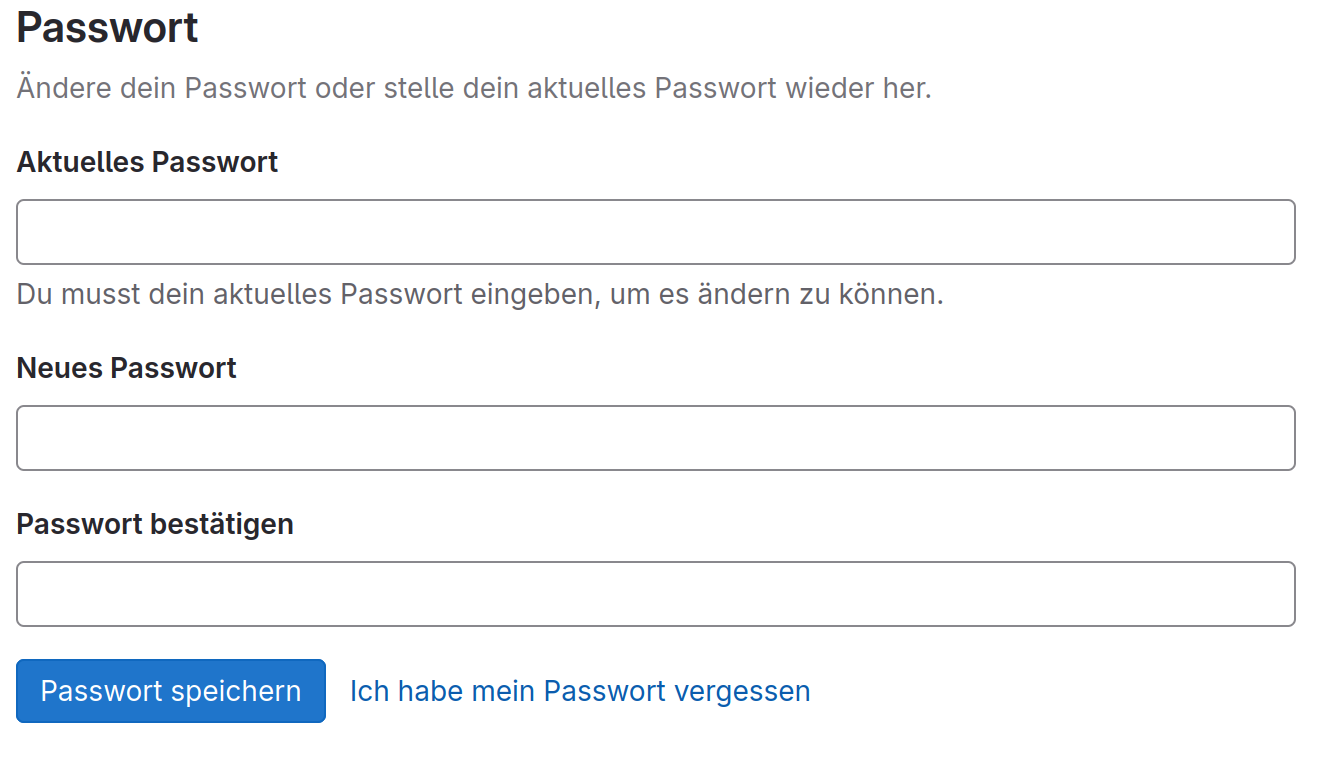 Passwort
Ändere dein Passwort oder stelle dein aktuelles Passwort wieder her.
Aktuelles Passwort
Du musst dein aktuelles Passwort eingeben, um es ändern zu können.
Neues Passwort
Passwort bestätigen
Passwort speichern Ich habe mein Passwort vergessen